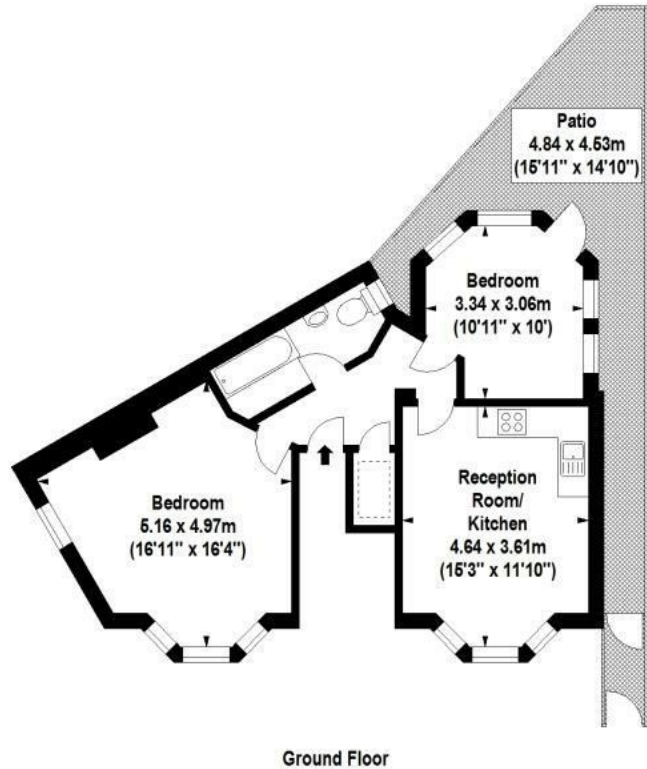 Patio
4.84 x 4.53m
(15'11" x 14'10")
Bedroom
3.34 x 3.06m
(10'11" x 10')
Bedroom
5.16 x 4.97m
(16'11" x 16'4")
Reception
Room/
Kitchen
4.64 x 3.61m
(15'3" x 11'10")
Ground Floor